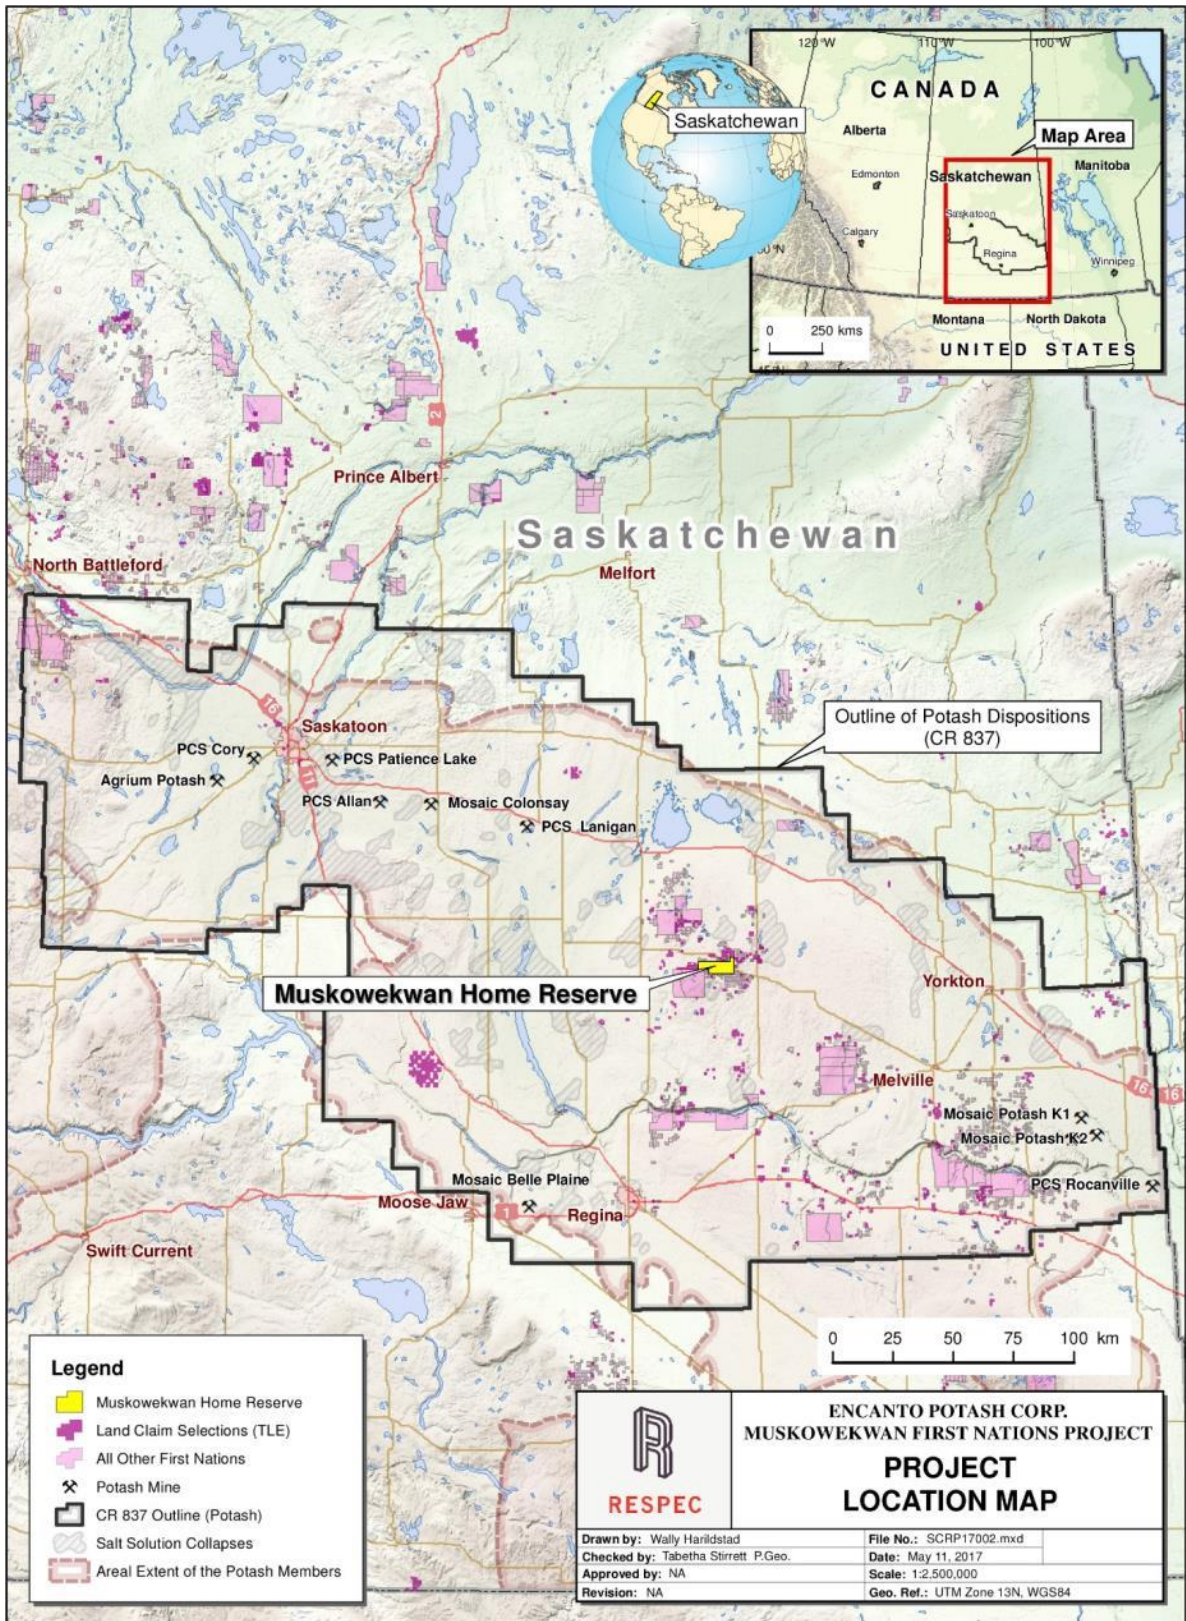 120°W
110°W
100°W
CANADA
Saskatchewan
Alberta
Map Area
Manitoba
Edmonton
Saskatchewan
Saskatoon
Calgary
Regina
Winnipeg
Montana
North Dakota
0 250 kms
UNITED STATES
2
Prince Albert
Saskatchewan
North Battleford
Melfort
16
Saskatoon
Outline of Potash Dispositions
(CR 837)
PCS Cory
PCS Patience Lake
11
Agrium Potash
PCS Allan
Mosaic Colonsay
PCS Lanigan
Muskowekwan Home Reserve
Yorkton
Melville
16
16
Mosaic Potash K1
Mosaic Potash K2
Mosaic Belle Plaine
PCS Rocanville
Moose Jaw
1
Regina
Swift Current
0 25 50 75 100 km
Legend
Muskowekwan Home Reserve
Land Claim Selections (TLE)
All Other First Nations
Potash Mine
CR 837 Outline (Potash)
Salt Solution Collapses
Areal Extent of the Potash Members
RESPEC
ENCANTO POTASH CORP.
MUSKOWEKWAN FIRST NATIONS PROJECT
PROJECT
LOCATION MAP
Drawn by: Wally Harildstad
File No.: SCRP17002.mxd
Checked by: Tabetha Stirrett P.Geo.
Date: May 11, 2017
Approved by: NA
Scale: 1:2,500,000
Revision: NA
Geo. Ref.: UTM Zone 13N, WGS84